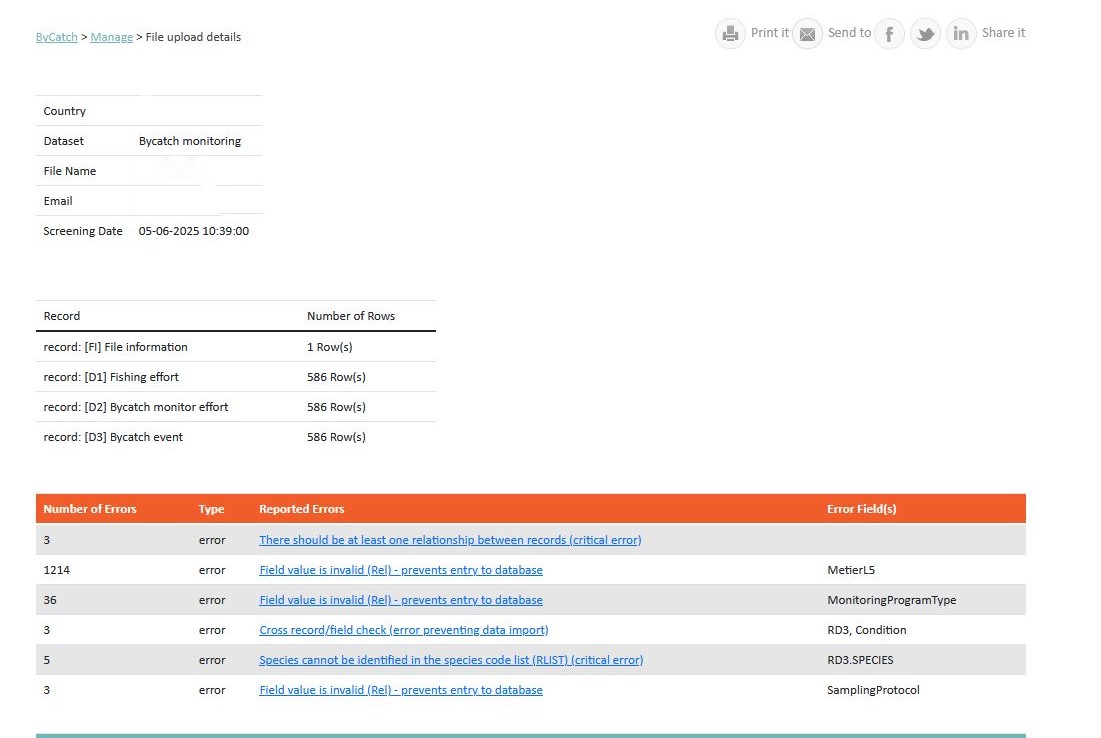 ByCatch > Manage > File upload details
Print it Send to Share it
Country
Dataset Bycatch monitoring
File Name
Email
Screening Date 05-06-2025 10:39:00
Record Number of Rows
record: [FI] File information 1 Row(s)
record: [D1] Fishing effort 586 Row(s)
record: [D2] Bycatch monitor effort 586 Row(s)
record: [D3] Bycatch event 586 Row(s)
Number of Errors Type Reported Errors Error Field(s)
3 error There should be at least one relationship between records (critical error)
1214 error Field value is invalid (Rel) - prevents entry to database MetierL5
36 error Field value is invalid (Rel) - prevents entry to database MonitoringProgramType
3 error Cross record/field check (error preventing data import) RD3, Condition
5 error Species cannot be identified in the species code list (RLIST) (critical error) RD3.SPECIES
3 error Field value is invalid (Rel) - prevents entry to database SamplingProtocol